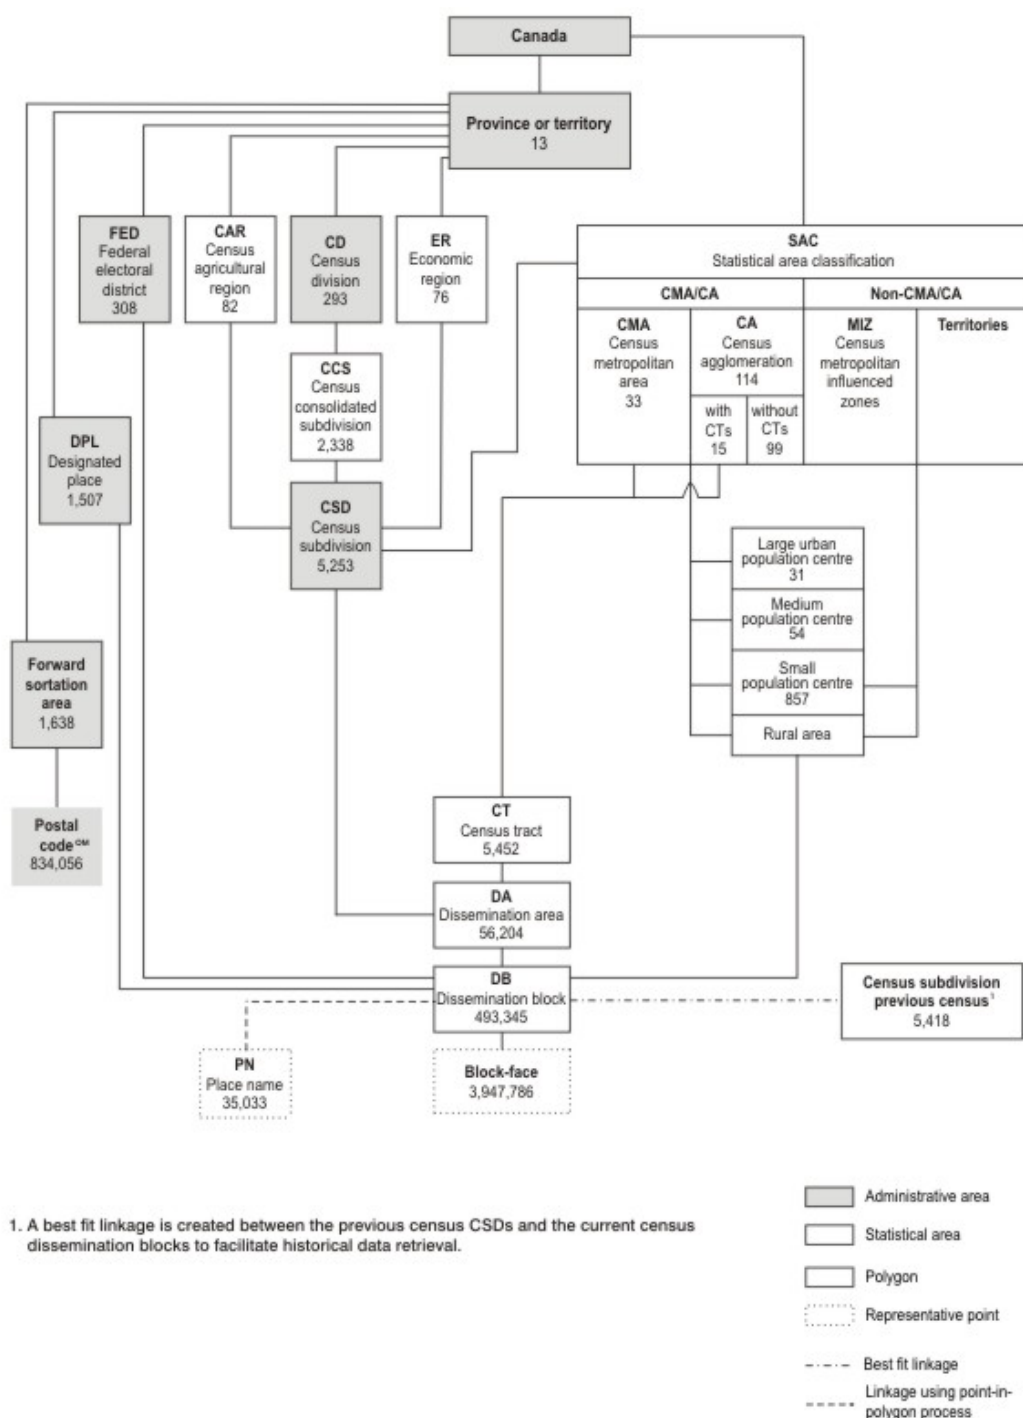 Canada
Province or territory
13
FED
Federal
electoral
district
308
CAR
Census
agricultural
region
82
CD
Census
division
293
ER
Economic
region
76
SAC
Statistical area classification
CMA/CA
Non-CMA/CA
CMA
Census
metropolitan
area
33
CA
Census
agglomeration
114
with
CTs
15
without
CTs
99
MIZ
Census
metropolitan
influenced
zones
Territories
CCS
Census
consolidated
subdivision
2,338
DPL
Designated
place
1,507
CSD
Census
subdivision
5,253
Large urban
population centre
31
Medium
population centre
54
Small
population centre
857
Rural area
Forward
sortation
area
1,638
Postal
code OM
834,056
CT
Census tract
5,452
DA
Dissemination area
56,204
DB
Dissemination block
493,345
Census subdivision
previous census¹
5,418
PN
Place name
35,033
Block-face
3,947,786
1. A best fit linkage is created between the previous census CSDs and the current census
dissemination blocks to facilitate historical data retrieval.
Administrative area
Statistical area
Polygon
Representative point
Best fit linkage
Linkage using point-in-
polygon process